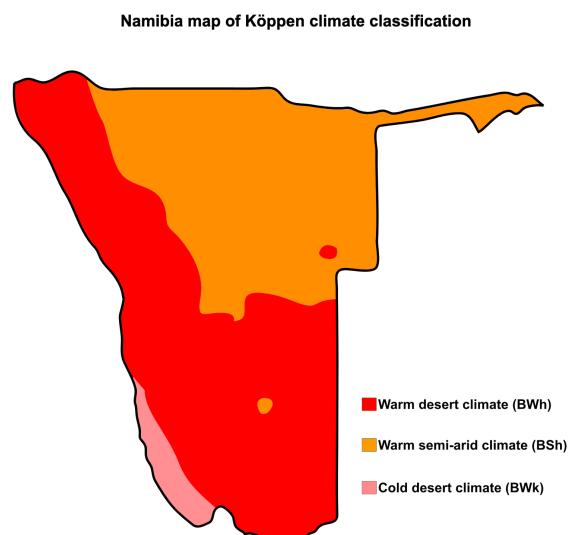 Namibia map of Köppen climate classification
Warm desert climate (BWh)
Warm semi-arid climate (BSh)
Cold desert climate (BWk)